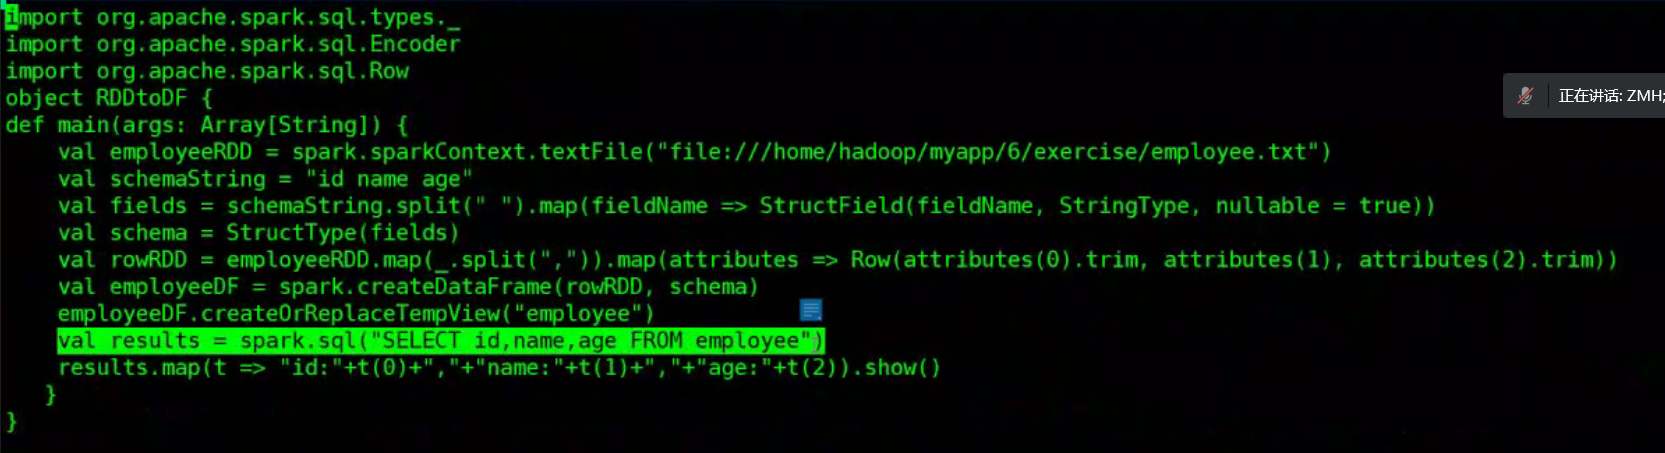 import org.apache.spark.sql.types._
import org.apache.spark.sql.Encoder
import org.apache.spark.sql.Row
object RDDtoDF {
def main(args: Array[String]) {
    val employeeRDD = spark.sparkContext.textFile("file:///home/hadoop/myapp/6/exercise/employee.txt")
    val schemaString = "id name age"
    val fields = schemaString.split(" ").map(fieldName => StructField(fieldName, StringType, nullable = true))
    val schema = StructType(fields)
    val rowRDD = employeeRDD.map(_.split(",")).map(attributes => Row(attributes(0).trim, attributes(1), attributes(2).trim))
    val employeeDF = spark.createDataFrame(rowRDD, schema)
    employeeDF.createOrReplaceTempView("employee")
    val results = spark.sql("SELECT id,name,age FROM employee")
    results.map(t => "id:"+t(0)+","+"name:"+t(1)+","+"age:"+t(2)).show()
   }
}
正在讲话: ZMH;